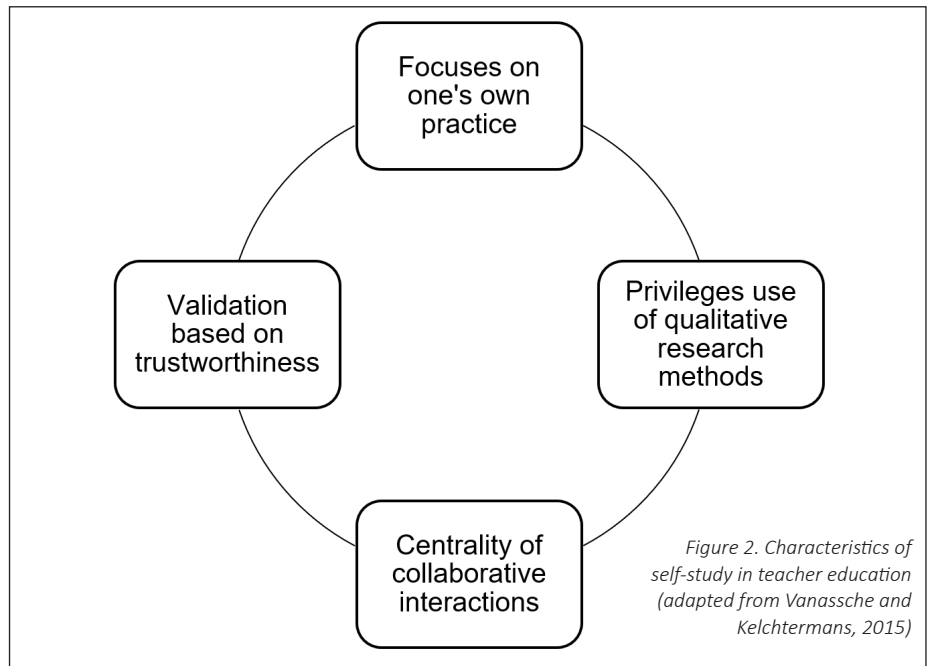 Focuses on
one's own
practice
Privileges use
of qualitative
research
methods
Centrality of
collaborative
interactions
Validation
based on
trustworthiness
Figure 2. Characteristics of
self-study in teacher education
(adapted from Vanassche and
Kelchtermans, 2015)